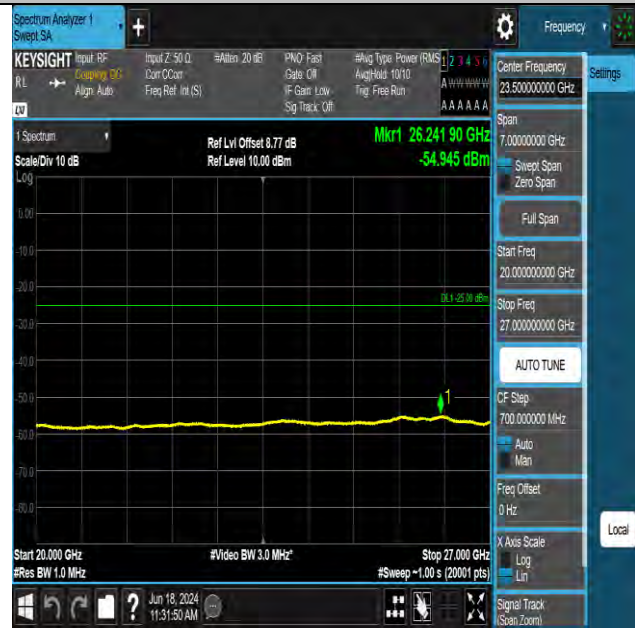 Spectrum Analyzer 1
Swept SA
+
Frequency
KEYSIGHT
Input: RF
Coupling: DC
Align: Auto
Input Z: 50 Ω
Corr CCorr
Freq Ref: Int (S)
#Atten: 20 dB
PNO: Fast
Gate: Off
IF Gain: Low
Sig Track: Off
#Avg Type: Power (RMS
Avg|Hold: 10/10
Trig: Free Run
1 2 3 4 5 6
A W W W W W
A A A A A A
RL
LXI
1 Spectrum
Scale/Div 10 dB
Ref Lvl Offset 8.77 dB
Ref Level 10.00 dBm
Mkr1 26.241 90 GHz
-54.945 dBm
Log
0.00
-10.0
-20.0
DL1 -25.00 dBm
-30.0
-40.0
-50.0
1
-60.0
-70.0
-80.0
Start 20.000 GHz
#Res BW 1.0 MHz
#Video BW 3.0 MHz*
Stop 27.000 GHz
#Sweep ~1.00 s (20001 pts)
?
Jun 18, 2024
11:31:50 AM
Center Frequency
23.500000000 GHz
Settings
Span
7.00000000 GHz
Swept Span
Zero Span
Full Span
Start Freq
20.000000000 GHz
Stop Freq
27.000000000 GHz
AUTO TUNE
CF Step
700.000000 MHz
Auto
Man
Freq Offset
0 Hz
X Axis Scale
Log
Lin
Local
Signal Track
(Span Zoom)